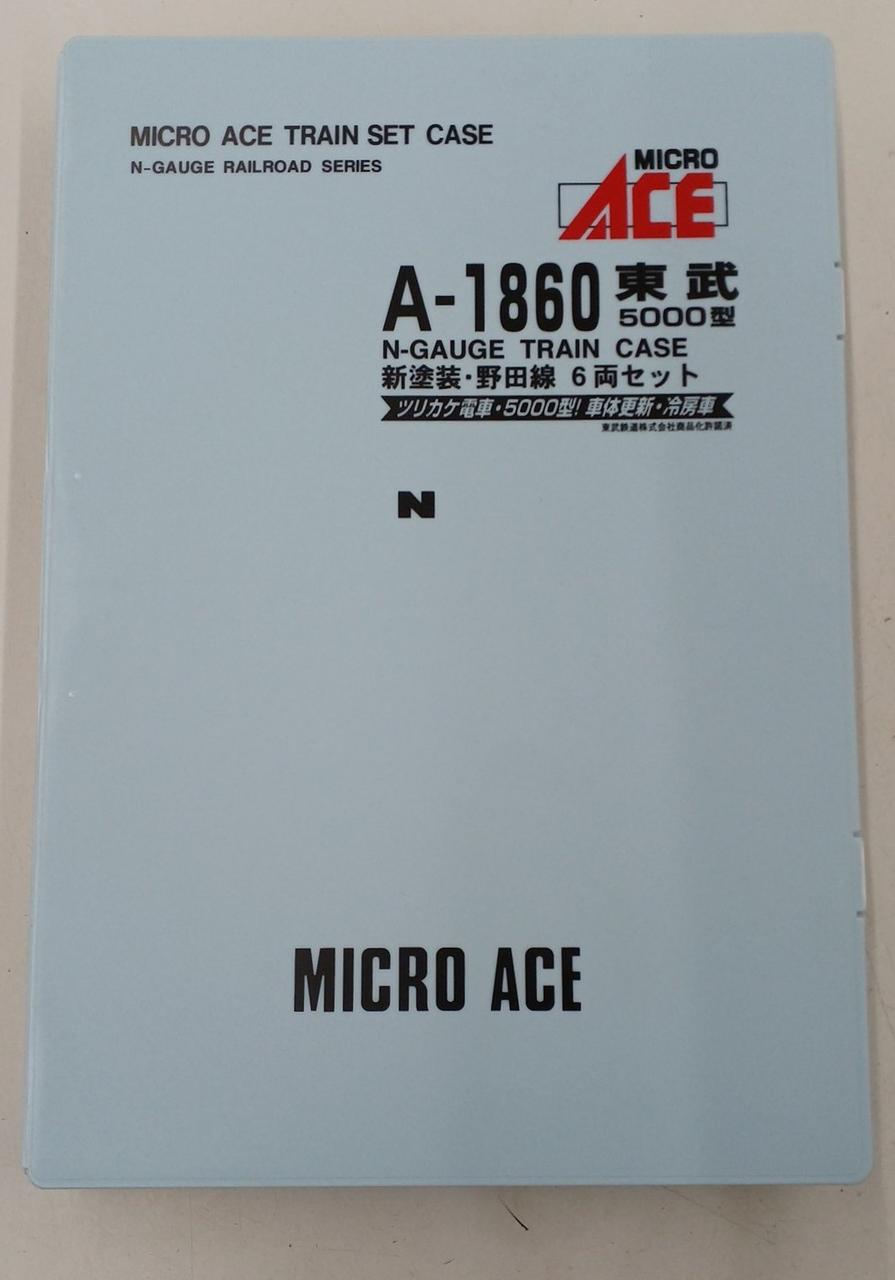 MICRO ACE TRAIN SET CASE
N-GAUGE RAILROAD SERIES
MICRO
ACE
A-1860 東武
5000型
N-GAUGE TRAIN CASE
新塗装・野田線 6両セット
ツリカケ電車・5000型!車体更新・冷房車
東武鉄道株式会社商品化許諾済
N
MICRO ACE